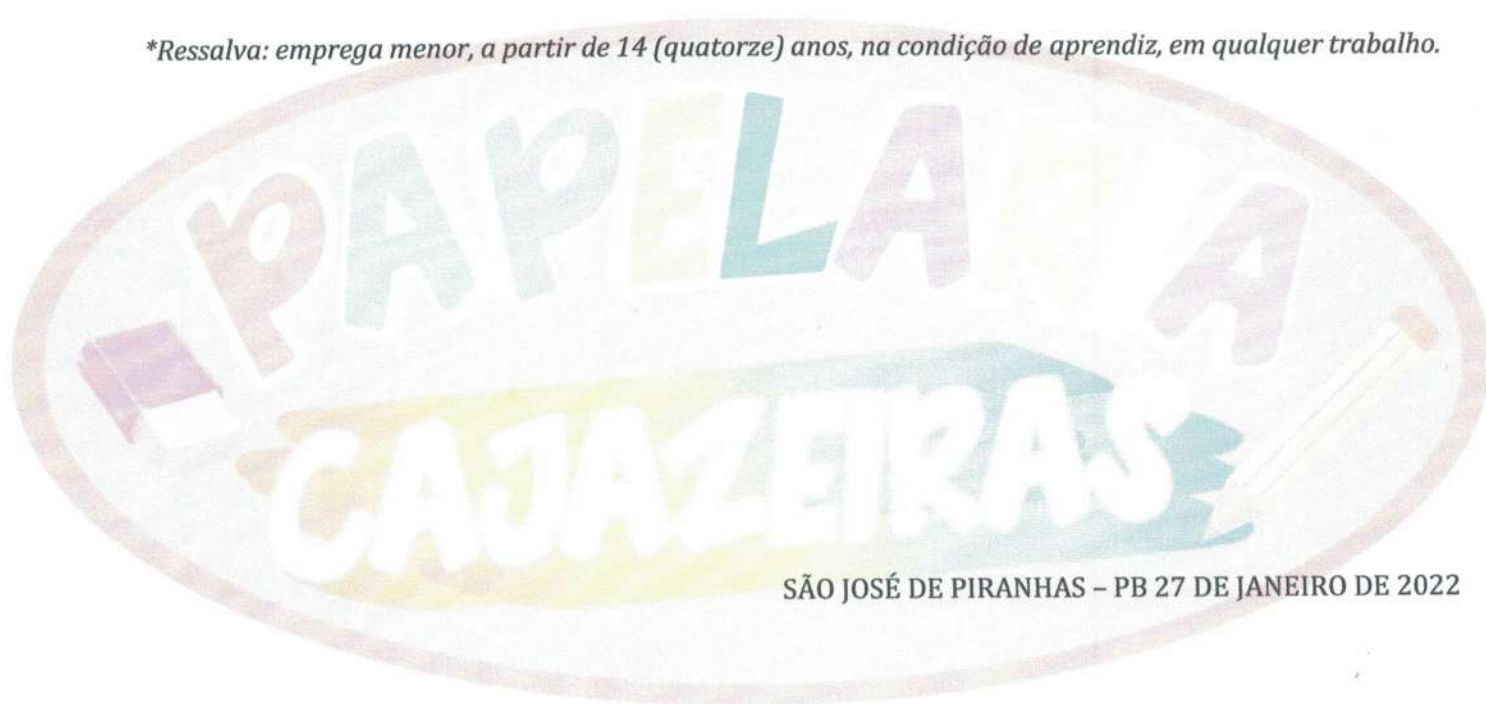 *Ressalva: emprega menor, a partir de 14 (quatorze) anos, na condição de aprendiz, em qualquer trabalho.
PAPELARIA
CAJAZEIRAS
SÃO JOSÉ DE PIRANHAS – PB 27 DE JANEIRO DE 2022